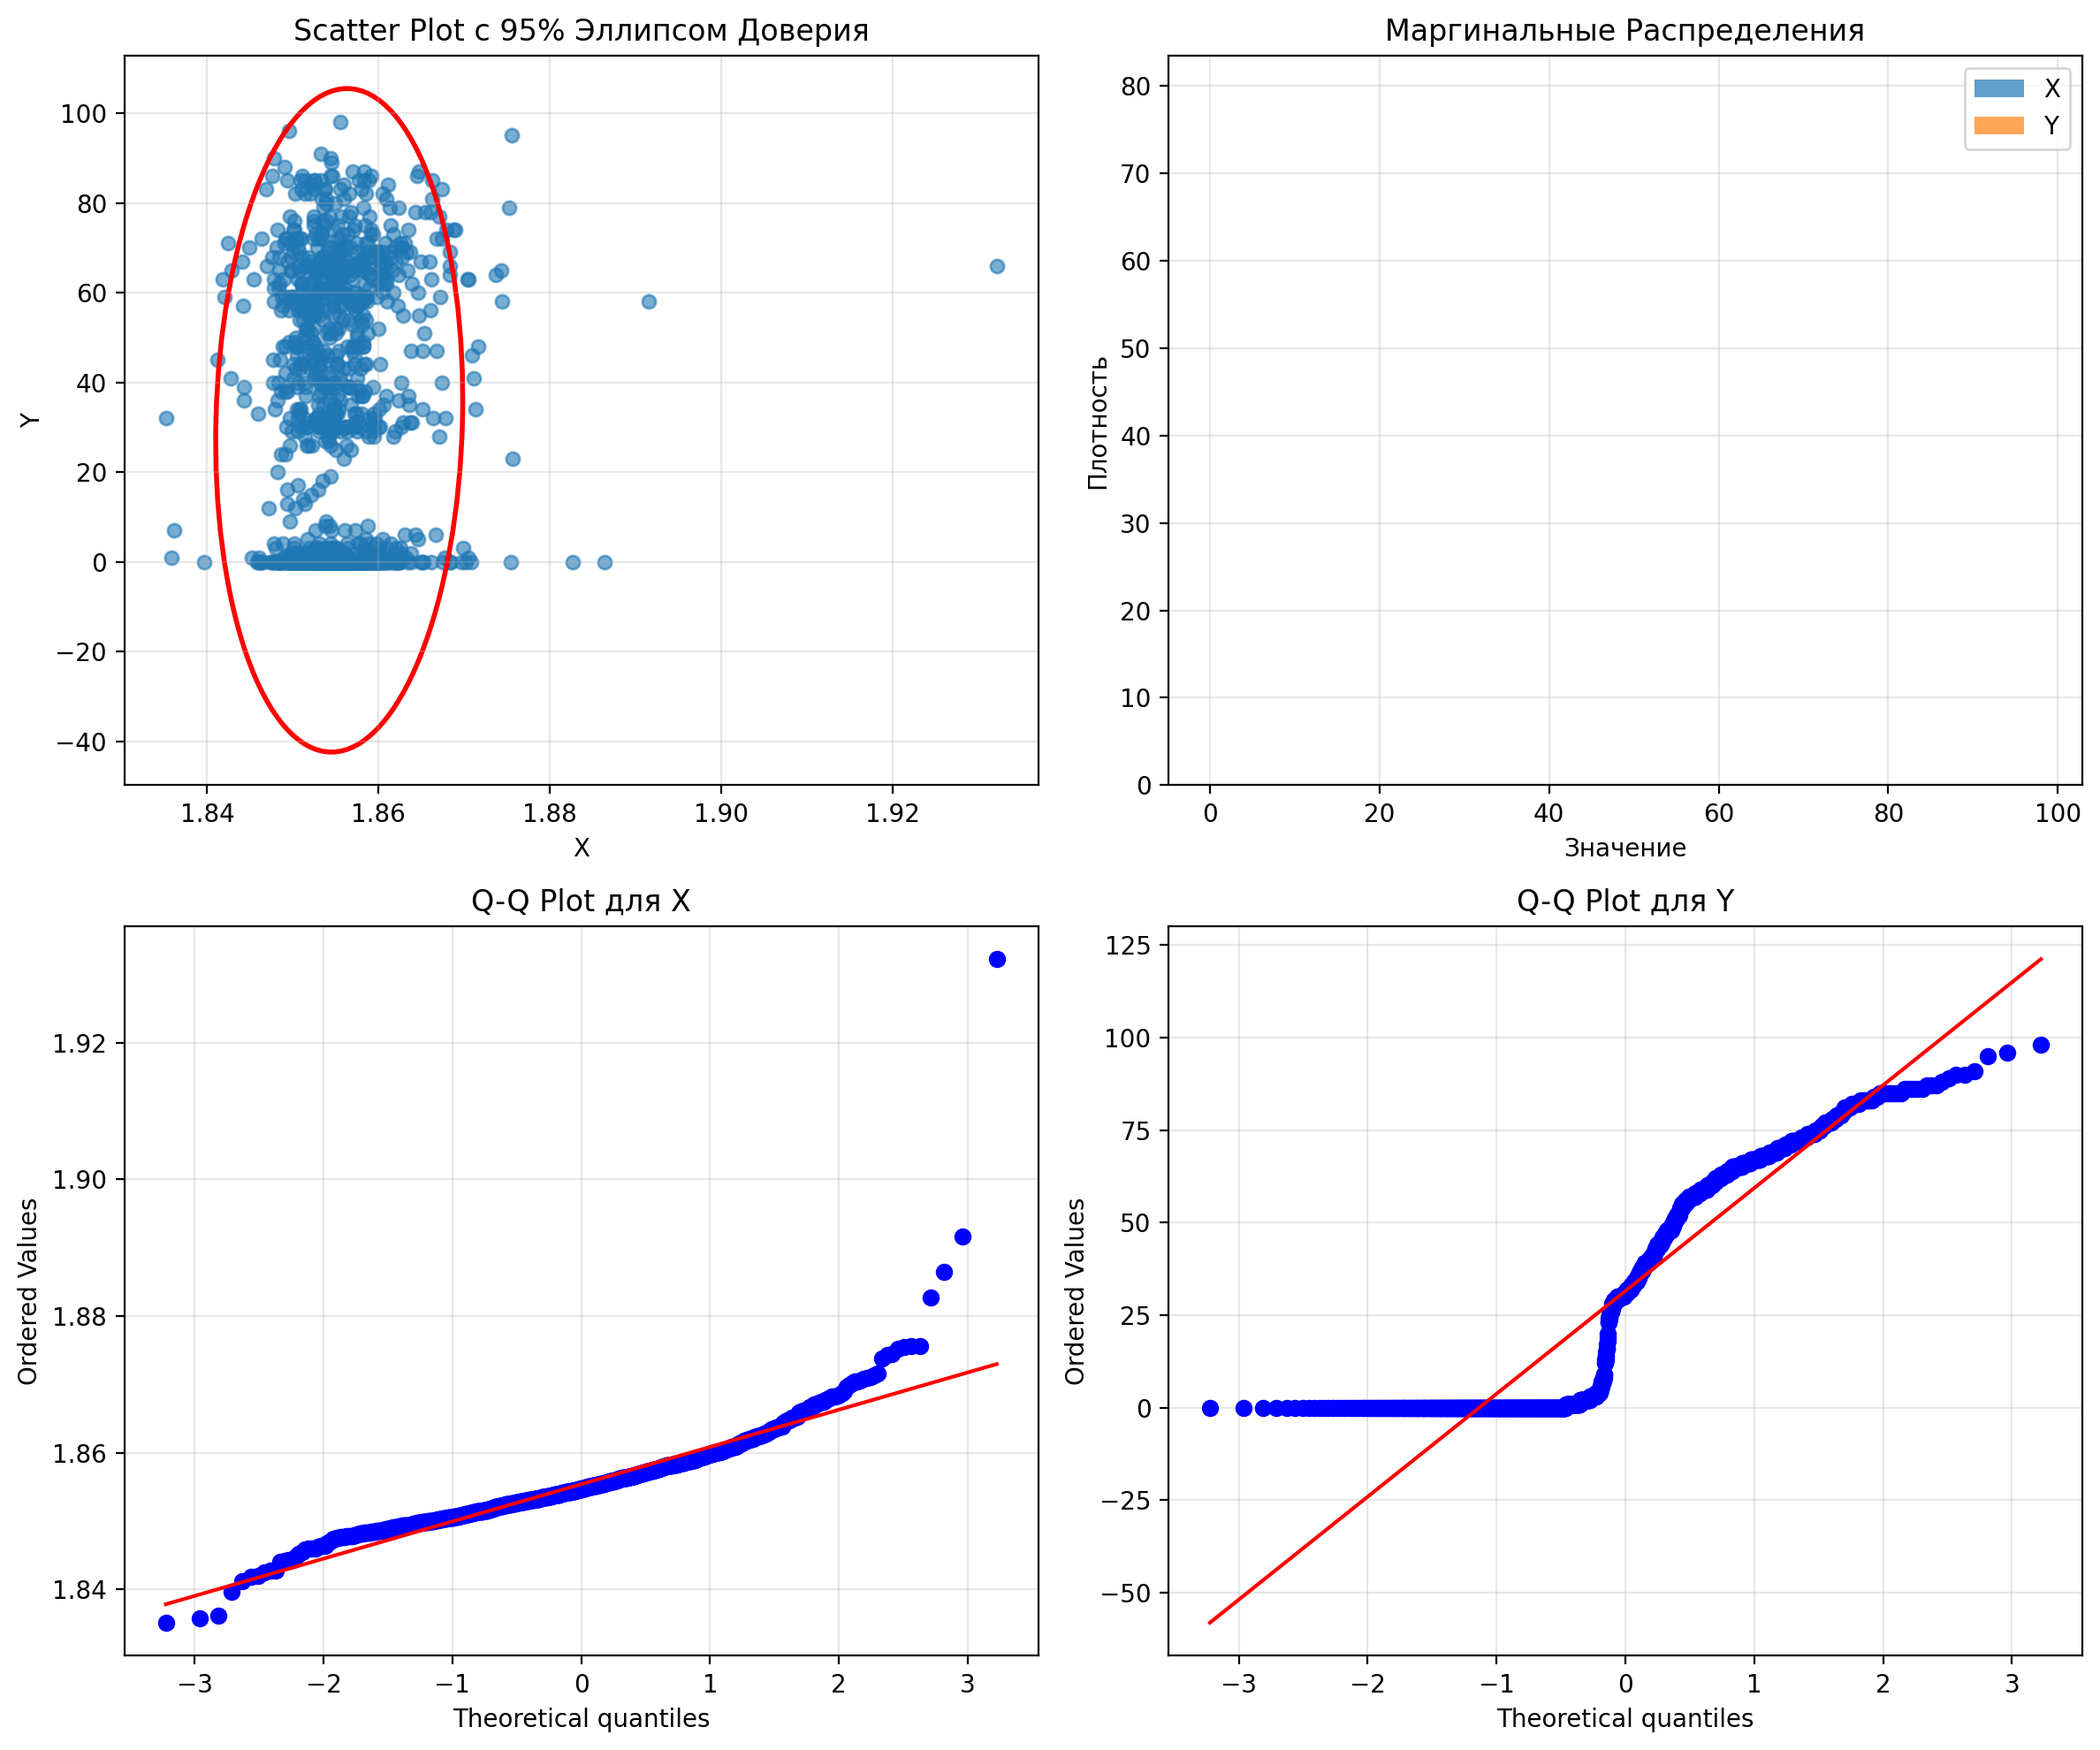 Scatter Plot с 95% Эллипсом Доверия
100
80
60
40
20
0
−20
−40
Y
1.84 1.86 1.88 1.90 1.92
X
Маргинальные Распределения
X
Y
80
70
60
50
40
30
20
10
0
Плотность
0 20 40 60 80 100
Значение
Q-Q Plot для X
1.92
1.90
1.88
1.86
1.84
Ordered Values
−3 −2 −1 0 1 2 3
Theoretical quantiles
Q-Q Plot для Y
125
100
75
50
25
0
−25
−50
Ordered Values
−3 −2 −1 0 1 2 3
Theoretical quantiles